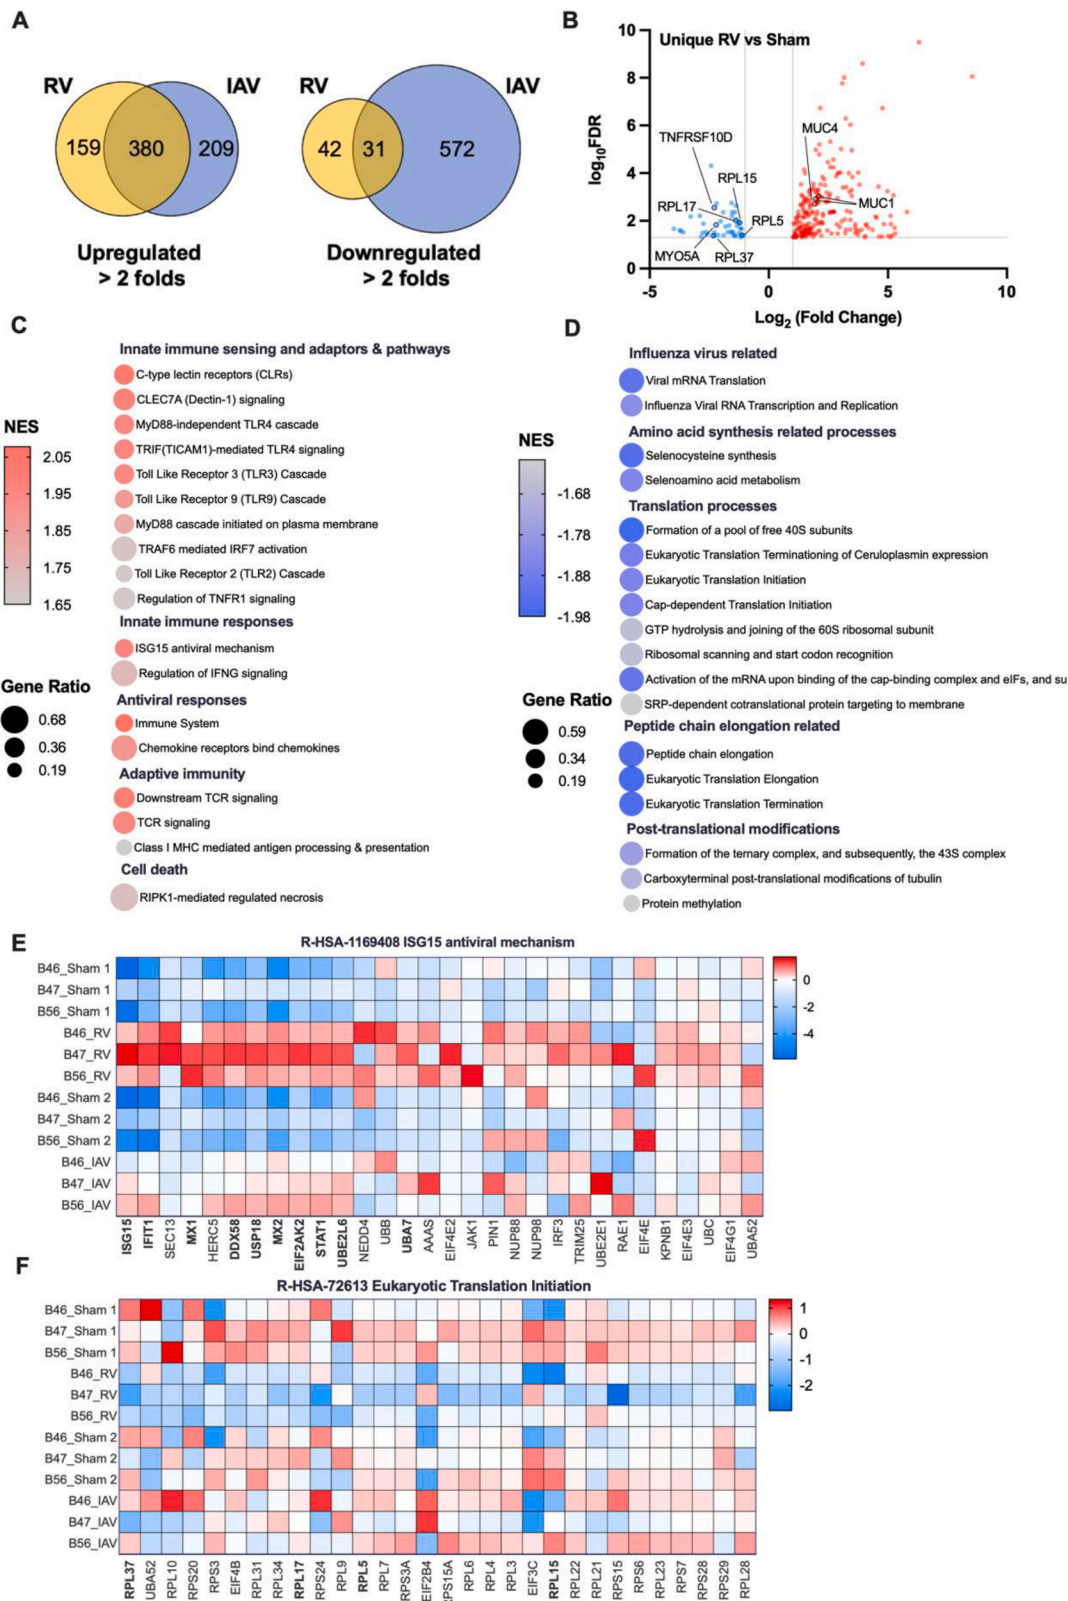 A
RV
IAV
159
380
209
Upregulated
> 2 folds
RV
IAV
42
31
572
Downregulated
> 2 folds
B
Unique RV vs Sham
log10FDR
10
8
6
4
2
0
-5
0
5
10
Log2 (Fold Change)
TNFRSF10D
RPL15
RPL17
RPL5
MYO5A
RPL37
MUC4
MUC1
C
NES
2.05
1.95
1.85
1.75
1.65
Gene Ratio
0.68
0.36
0.19
Innate immune sensing and adaptors & pathways
C-type lectin receptors (CLRs)
CLEC7A (Dectin-1) signaling
MyD88-independent TLR4 cascade
TRIF(TICAM1)-mediated TLR4 signaling
Toll Like Receptor 3 (TLR3) Cascade
Toll Like Receptor 9 (TLR9) Cascade
MyD88 cascade initiated on plasma membrane
TRAF6 mediated IRF7 activation
Toll Like Receptor 2 (TLR2) Cascade
Regulation of TNFR1 signaling
Innate immune responses
ISG15 antiviral mechanism
Regulation of IFNG signaling
Antiviral responses
Immune System
Chemokine receptors bind chemokines
Adaptive immunity
Downstream TCR signaling
TCR signaling
Class I MHC mediated antigen processing & presentation
Cell death
RIPK1-mediated regulated necrosis
D
NES
-1.68
-1.78
-1.88
-1.98
Gene Ratio
0.59
0.34
0.19
Influenza virus related
Viral mRNA Translation
Influenza Viral RNA Transcription and Replication
Amino acid synthesis related processes
Selenocysteine synthesis
Selenoamino acid metabolism
Translation processes
Formation of a pool of free 40S subunits
Eukaryotic Translation Terminationing of Ceruloplasmin expression
Eukaryotic Translation Initiation
Cap-dependent Translation Initiation
GTP hydrolysis and joining of the 60S ribosomal subunit
Ribosomal scanning and start codon recognition
Activation of the mRNA upon binding of the cap-binding complex and eIFs, and su
SRP-dependent cotranslational protein targeting to membrane
Peptide chain elongation related
Peptide chain elongation
Eukaryotic Translation Elongation
Eukaryotic Translation Termination
Post-translational modifications
Formation of the ternary complex, and subsequently, the 43S complex
Carboxyterminal post-translational modifications of tubulin
Protein methylation
E
R-HSA-1169408 ISG15 antiviral mechanism
B46_Sham 1
B47_Sham 1
B56_Sham 1
B46_RV
B47_RV
B56_RV
B46_Sham 2
B47_Sham 2
B56_Sham 2
B46_IAV
B47_IAV
B56_IAV
0
-2
-4
ISG15
IFIT1
SEC13
MX1
HERC5
DDX58
USP18
MX2
EIF2AK2
STAT1
UBE2L6
NEDD4
UBB
UBA7
AAAS
EIF4E2
JAK1
PIN1
NUP88
NUP98
IRF3
TRIM25
UBE2E1
RAE1
EIF4E
KPNB1
EIF4E3
UBC
EIF4G1
UBA52
F
R-HSA-72613 Eukaryotic Translation Initiation
B46_Sham 1
B47_Sham 1
B56_Sham 1
B46_RV
B47_RV
B56_RV
B46_Sham 2
B47_Sham 2
B56_Sham 2
B46_IAV
B47_IAV
B56_IAV
1
0
-1
-2
RPL37
UBA52
RPL10
RPS20
RPS3
EIF4B
RPL31
RPL34
RPL17
RPS24
RPL9
RPL5
RPL7
RPS3A
EIF2B4
RPS15A
RPL6
RPL4
RPL3
EIF3C
RPL15
RPL22
RPL21
RPS15
RPS6
RPL23
RPS7
RPS28
RPS29
RPL28